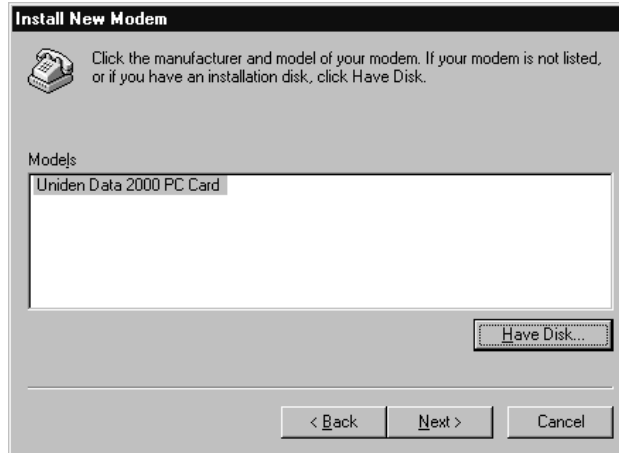 Install New Modem
Click the manufacturer and model of your modem. If your modem is not listed,
or if you have an installation disk, click Have Disk.
Models
Uniden Data 2000 PC Card
Have Disk...
< Back
Next >
Cancel